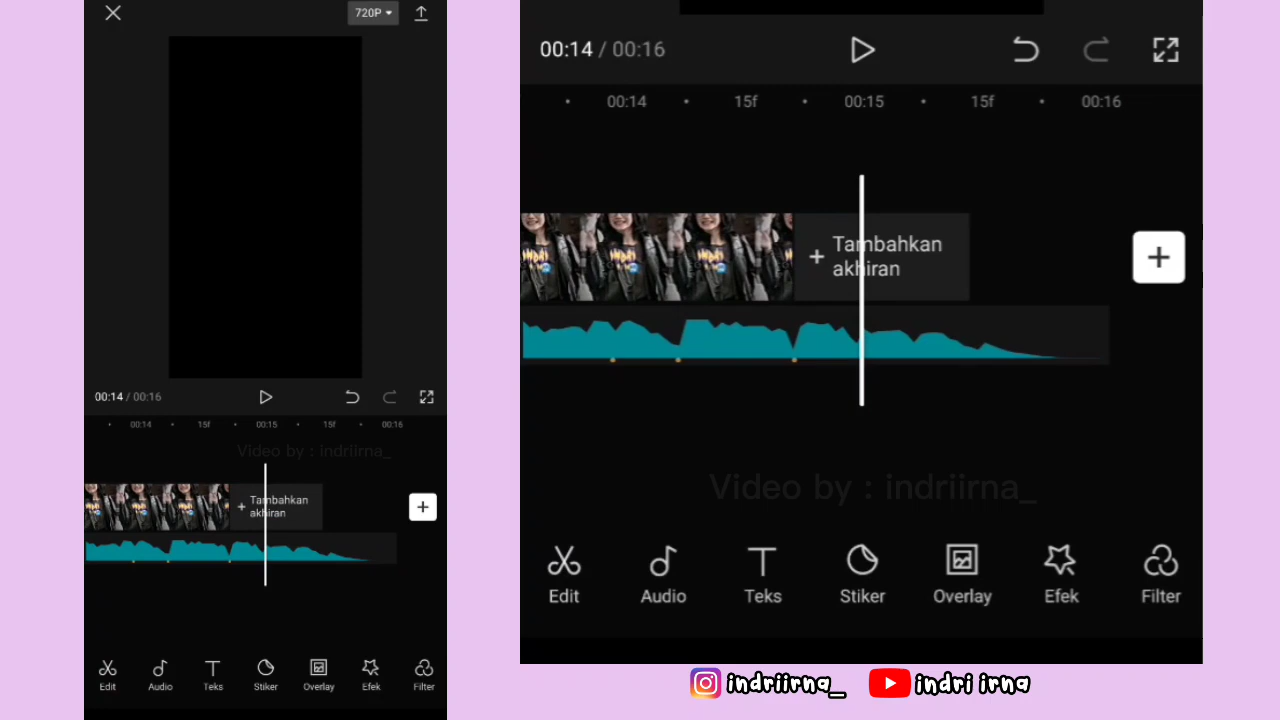 720P
00:14 / 00:16
00:14
15f
00:15
15f
00:16
Video by : indriirna_
+ Tambahkan
akhiran
+
Edit
Audio
Teks
Stiker
Overlay
Efek
Filter
00:14 / 00:16
00:14
15f
00:15
15f
00:16
+ Tambahkan
akhiran
+
Video by : indriirna_
Edit
Audio
Teks
Stiker
Overlay
Efek
Filter
indriirna_
indri irna